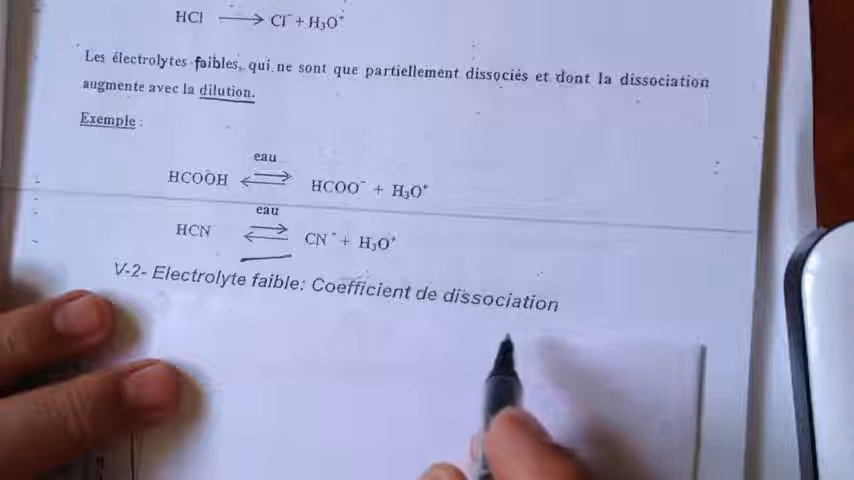 HCl ⟶ Cl⁻ + H₃O⁺
Les électrolytes faibles, qui ne sont que partiellement dissociés et dont la dissociation
augmente avec la dilution.
Exemple :
eau
HCOOH ⇌ HCOO⁻ + H₃O⁺
eau
HCN ⇌ CN⁻ + H₃O⁺
V-2- Electrolyte faible: Coefficient de dissociation